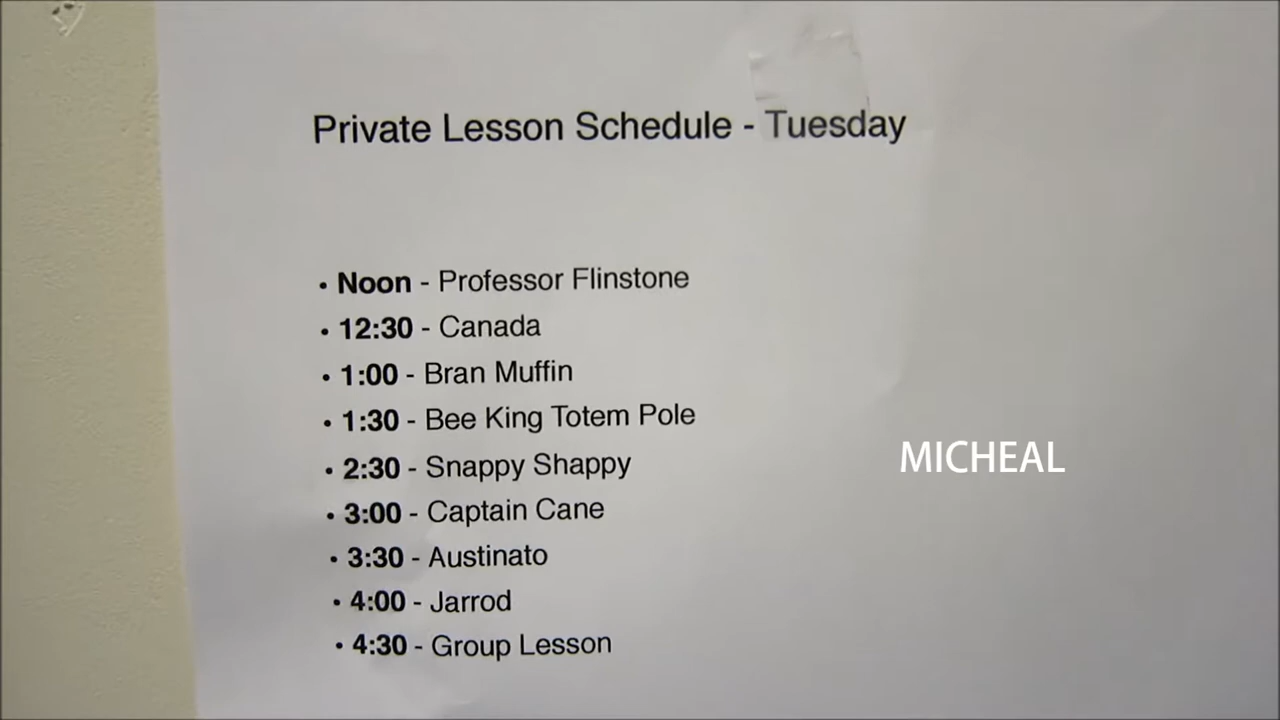 Private Lesson Schedule - Tuesday
• Noon - Professor Flinstone
• 12:30 - Canada
• 1:00 - Bran Muffin
• 1:30 - Bee King Totem Pole
• 2:30 - Snappy Shappy
• 3:00 - Captain Cane
• 3:30 - Austinato
• 4:00 - Jarrod
• 4:30 - Group Lesson
MICHEAL